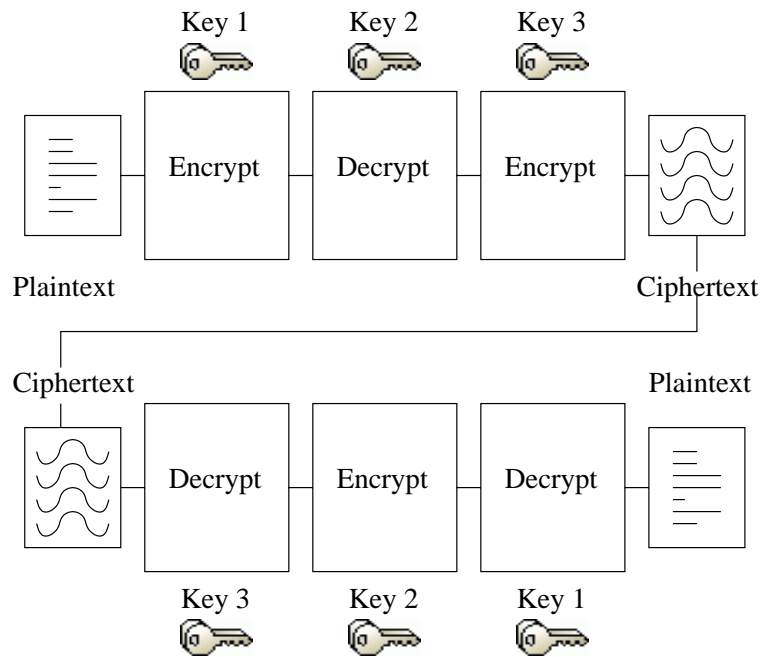 Key 1 Key 2 Key 3
Encrypt Decrypt Encrypt
Plaintext Ciphertext
Ciphertext Plaintext
Decrypt Encrypt Decrypt
Key 3 Key 2 Key 1